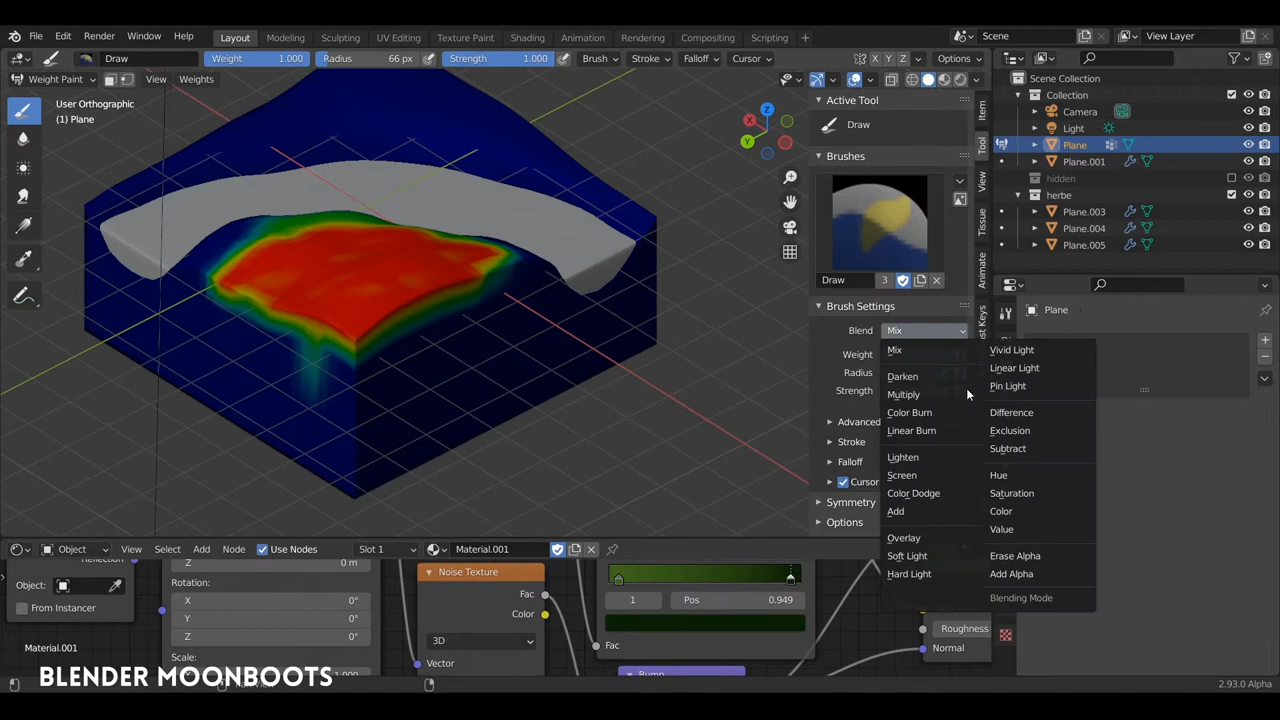 File Edit Render Window Help Layout Modeling Sculpting UV Editing Texture Paint Shading Animation Rendering Compositing Scripting + Scene View Layer
Draw Weight 1.000 Radius 66 px Strength 1.000 Brush Stroke Falloff Cursor X Y Z Options
Weight Paint View Weights
User Orthographic
(1) Plane
Z
X
Y
Active Tool
Draw
Brushes
Draw 3
Brush Settings
Blend Mix
Weight
Radius
Strength
Advanced
Stroke
Falloff
Cursor
Symmetry
Options
Mix
Darken
Multiply
Color Burn
Linear Burn
Lighten
Screen
Color Dodge
Add
Overlay
Soft Light
Hard Light
Vivid Light
Linear Light
Pin Light
Difference
Exclusion
Subtract
Hue
Saturation
Color
Value
Erase Alpha
Add Alpha
Blending Mode
Item
Tool
View
Tissue
Animate
Keys
Scene Collection
Collection
Camera
Light
Plane
Plane.001
hidden
herbe
Plane.003
Plane.004
Plane.005
Plane
Object View Select Add Node Use Nodes Slot 1 Material.001
Object:
From Instancer
Material.001
0 m
Rotation:
X 0°
Y 0°
Z 0°
Scale:
Noise Texture
Fac
Color
3D
Vector
1 Pos 0.949
Fac
Bump
Roughness
Normal
BLENDER MOONBOOTS
2.93.0 Alpha